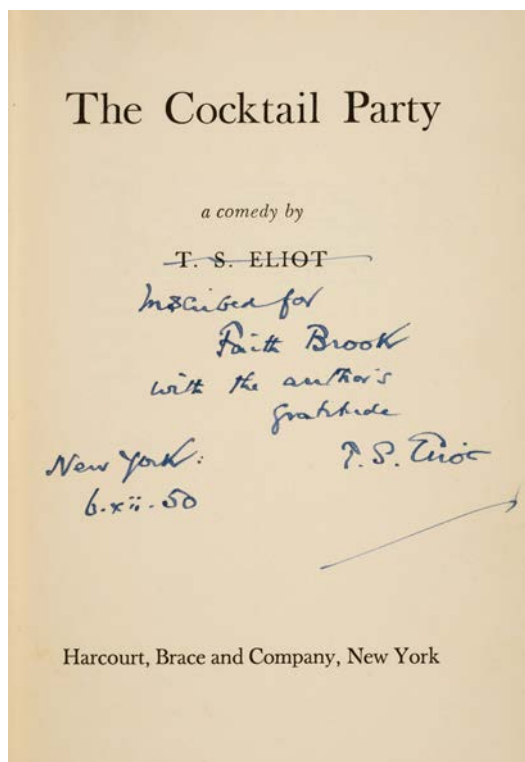 The Cocktail Party
a comedy by
T. S. ELIOT
Inscribed for
Faith Brook
with the author's
gratitude
T. S. Eliot
New York:
6.xii.50
Harcourt, Brace and Company, New York